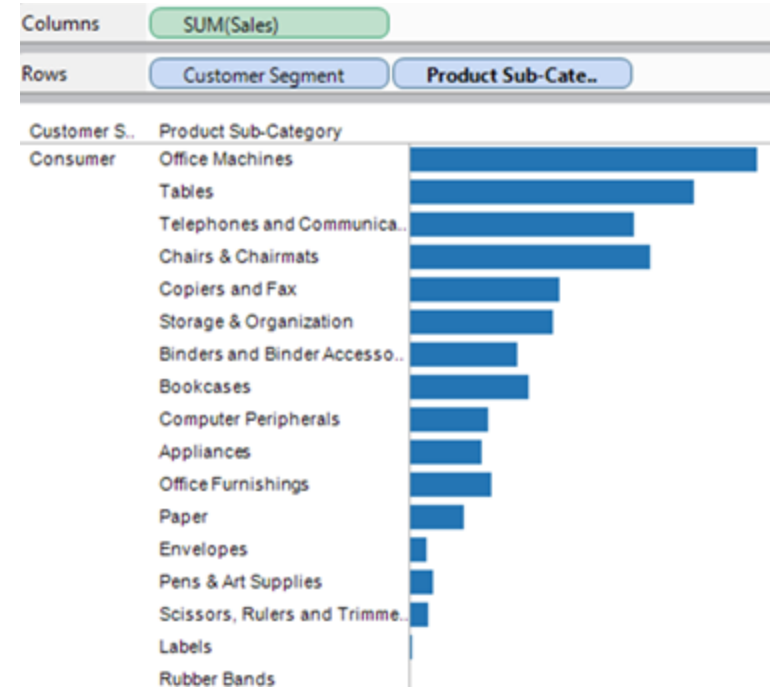 Columns SUM(Sales)
Rows Customer Segment Product Sub-Cate..
Customer S.. Product Sub-Category
Consumer Office Machines
Tables
Telephones and Communica..
Chairs & Chairmats
Copiers and Fax
Storage & Organization
Binders and Binder Accesso..
Bookcases
Computer Peripherals
Appliances
Office Furnishings
Paper
Envelopes
Pens & Art Supplies
Scissors, Rulers and Trimme..
Labels
Rubber Bands